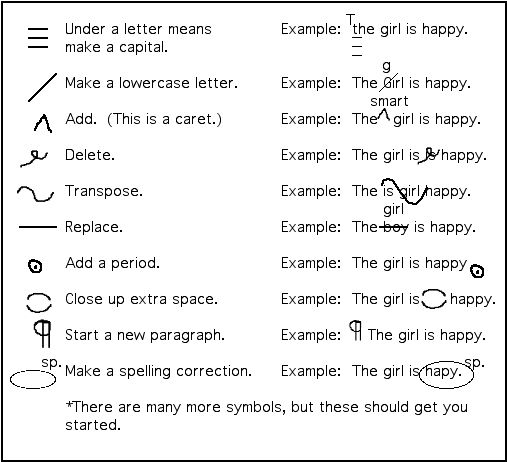 Under a letter means
make a capital.
Example: T the girl is happy.
g
Make a lowercase letter. Example: The Girl is happy.
smart
Add. (This is a caret.) Example: The girl is happy.
Delete. Example: The girl is is happy.
Transpose. Example: The is girl happy.
girl
Replace. Example: The boy is happy.
Add a period. Example: The girl is happy
Close up extra space. Example: The girl is happy.
¶ Start a new paragraph. Example: ¶ The girl is happy.
sp. Make a spelling correction. Example: The girl is hapy. sp.
*There are many more symbols, but these should get you
started.